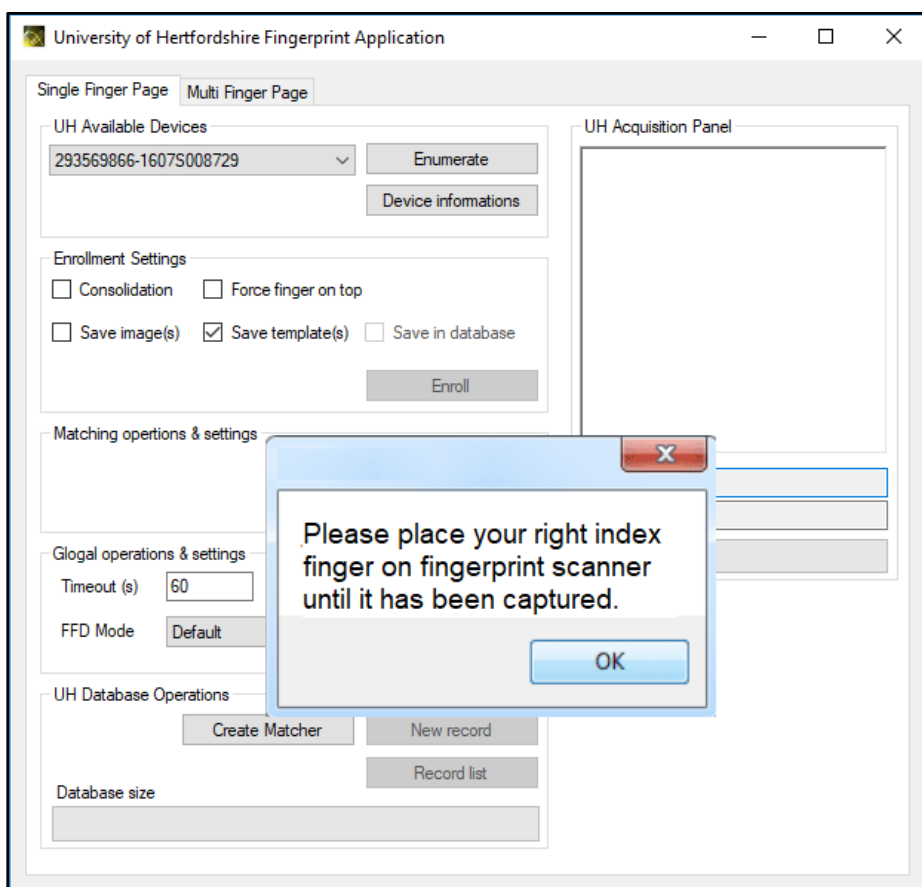 University of Hertfordshire Fingerprint Application
Single Finger Page
Multi Finger Page
UH Available Devices
293569866-1607S008729
Enumerate
Device informations
Enrollment Settings
Consolidation
Force finger on top
Save image(s)
Save template(s)
Save in database
Enroll
Matching opertions & settings
Glogal operations & settings
Timeout (s)
60
FFD Mode
Default
UH Database Operations
Create Matcher
New record
Record list
Database size
UH Acquisition Panel
Please place your right index
finger on fingerprint scanner
until it has been captured.
OK